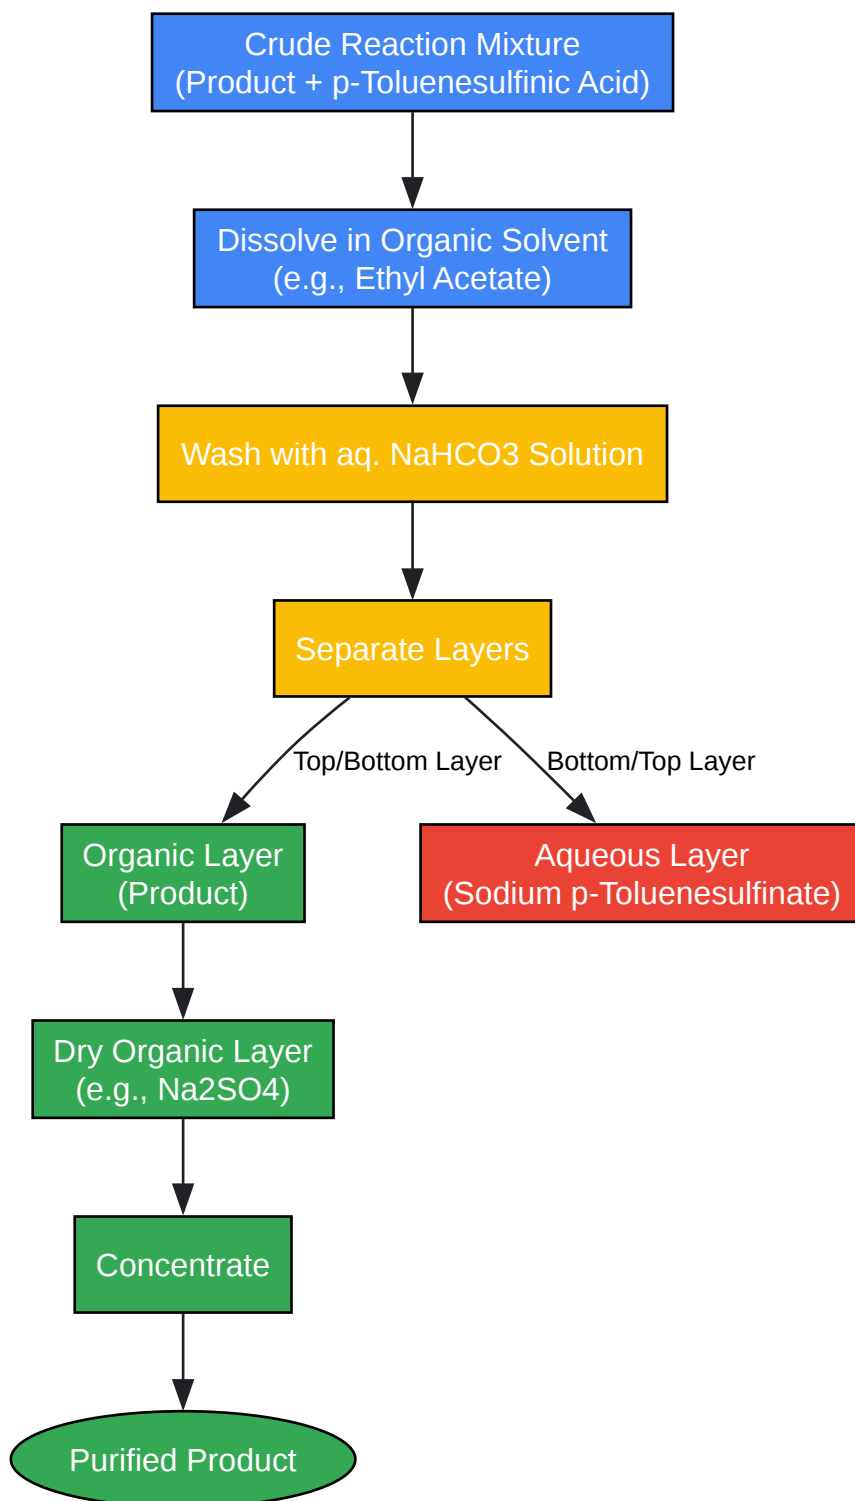 Crude Reaction Mixture
(Product + p-Toluenesulfinic Acid)
Dissolve in Organic Solvent
(e.g., Ethyl Acetate)
Wash with aq. NaHCO3 Solution
Separate Layers
Top/Bottom Layer
Bottom/Top Layer
Organic Layer
(Product)
Aqueous Layer
(Sodium p-Toluenesulfinate)
Dry Organic Layer
(e.g., Na2SO4)
Concentrate
Purified Product